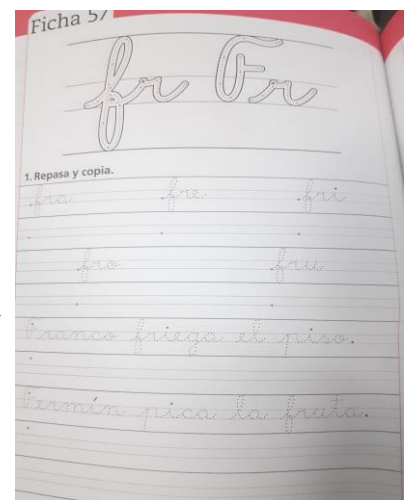 Ficha 57
fr Fr
1. Repasa y copia.
fra fre fri
fro fru
Franco friega el piso.
Fermín pica la fruta.